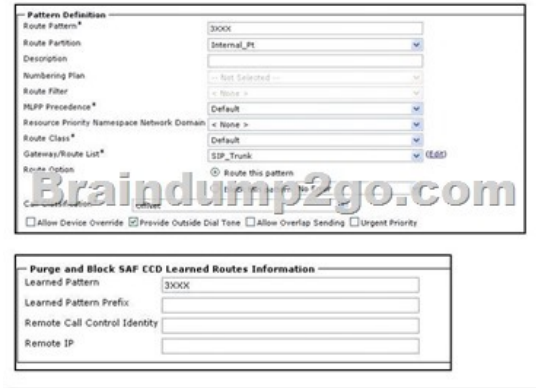 Pattern Definition
Route Pattern* 3XXX
Route Partition Internal_Pt
Description
Numbering Plan -- Not Selected --
Route Filter < None >
MLPP Precedence* Default
Resource Priority Namespace Network Domain < None >
Route Class* Default
Gateway/Route List* SIP_Trunk (Edit)
Route Option Route this pattern
Braindump2go.com
Call Classification OffNet
Allow Device Override Provide Outside Dial Tone Allow Overlap Sending Urgent Priority
Purge and Block SAF CCD Learned Routes Information
Learned Pattern 3XXX
Learned Pattern Prefix
Remote Call Control Identity
Remote IP